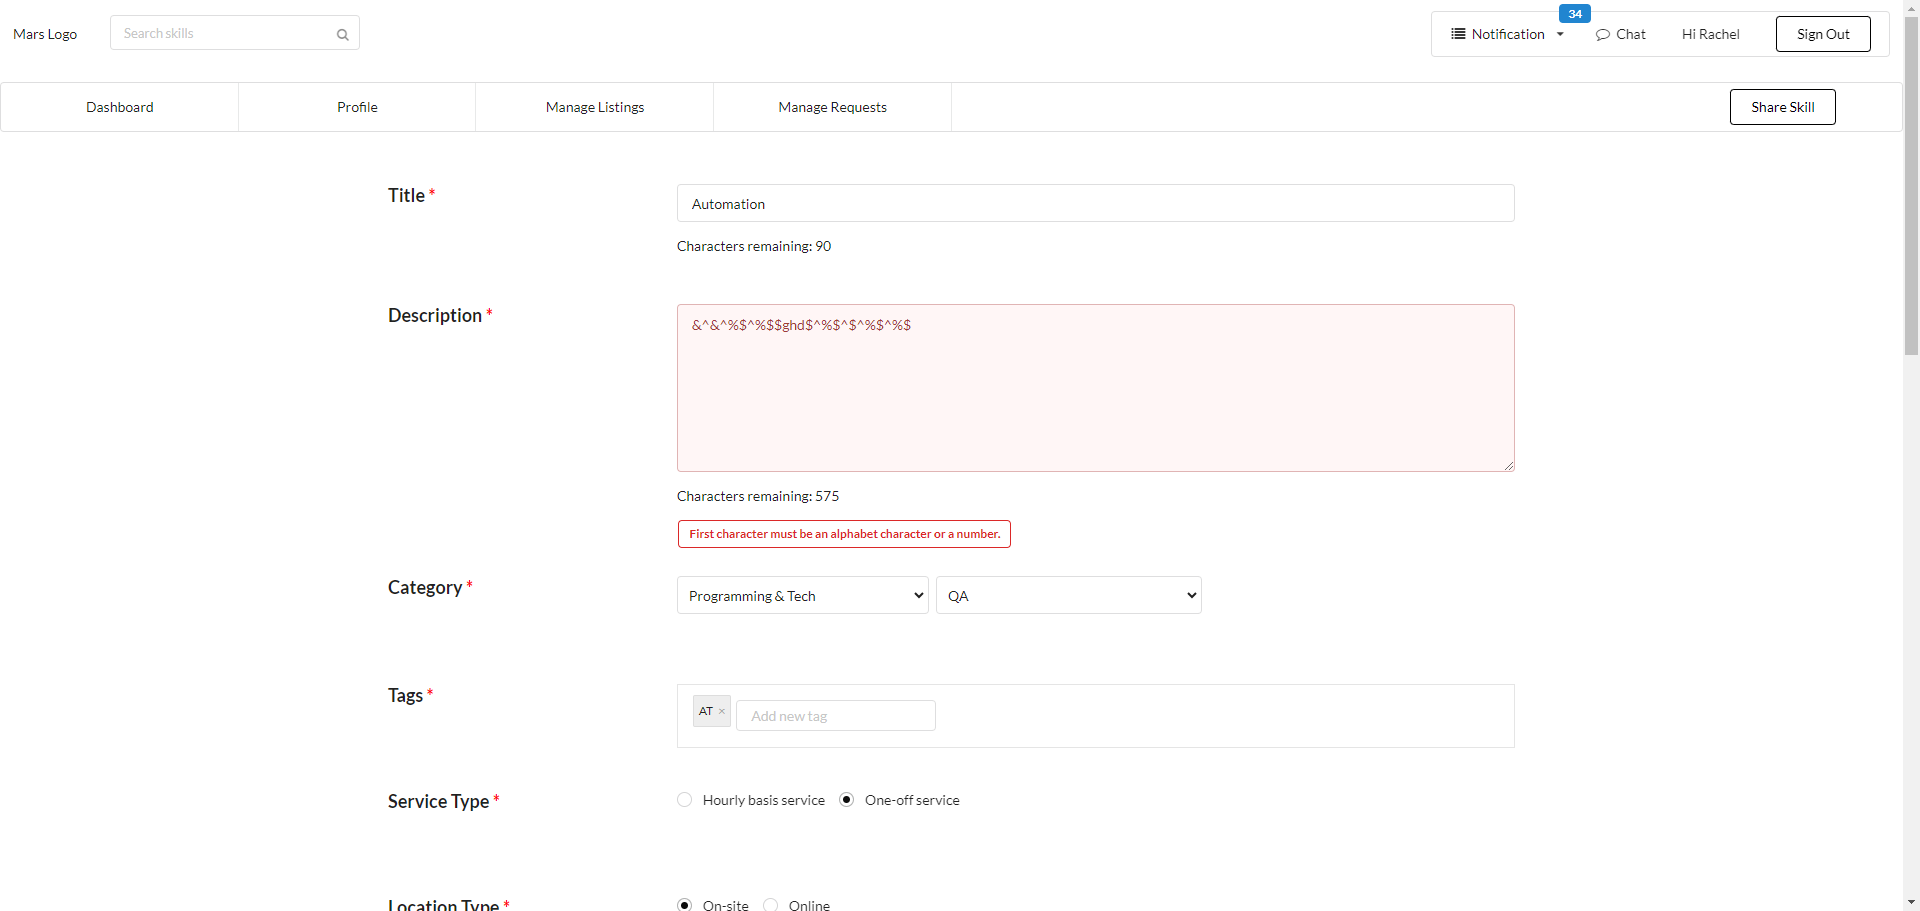 34
Mars Logo
Search skills
Notification
Chat
Hi Rachel
Sign Out
Dashboard
Profile
Manage Listings
Manage Requests
Share Skill
Title *
Automation
Characters remaining: 90
Description *
&^&^%$^%$$ghd$^%$^$^%$^%$
Characters remaining: 575
First character must be an alphabet character or a number.
Category *
Programming & Tech
QA
Tags *
AT ×
Add new tag
Service Type *
Hourly basis service
One-off service
Location Type *
On-site
Online